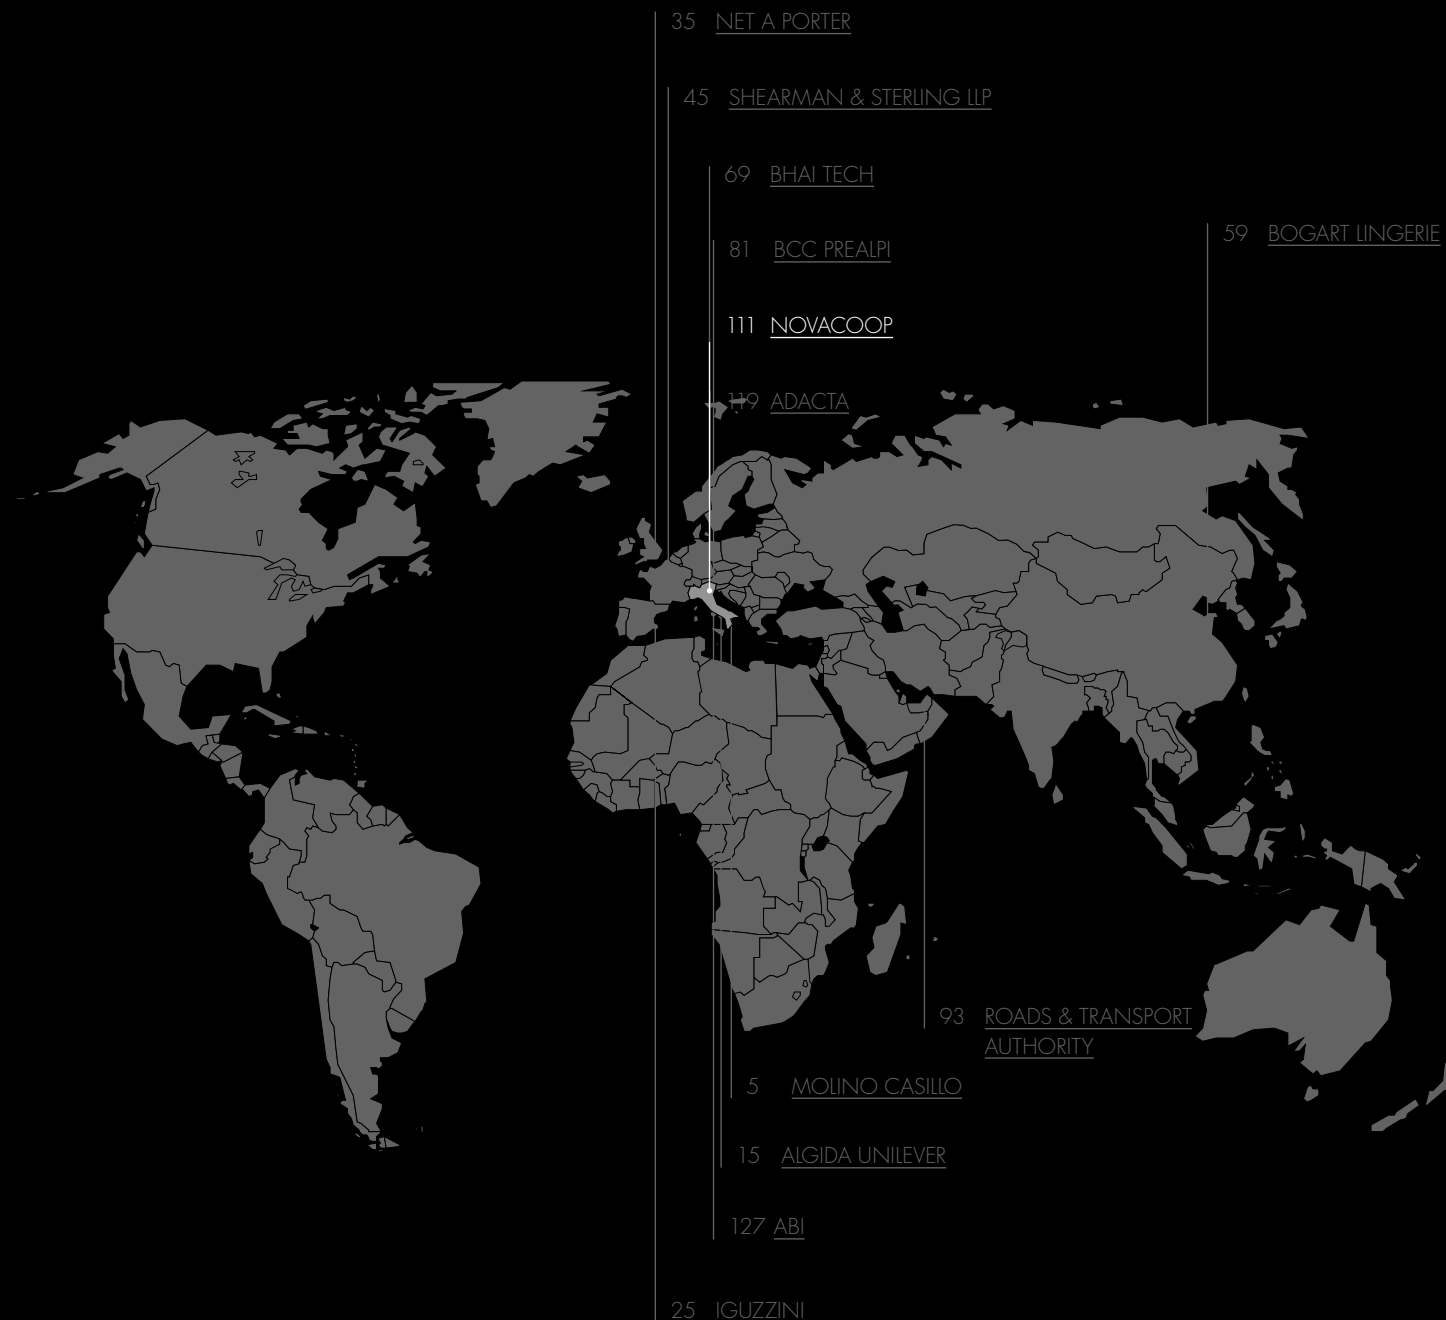 35 NET A PORTER
45 SHEARMAN & STERLING LLP
69 BHAI TECH
59 BOGART LINGERIE
81 BCC PREALPI
111 NOVACOOP
119 ADACTA
93 ROADS & TRANSPORT
AUTHORITY
5 MOLINO CASILLO
15 ALGIDA UNILEVER
127 ABI
25 IGUZZINI